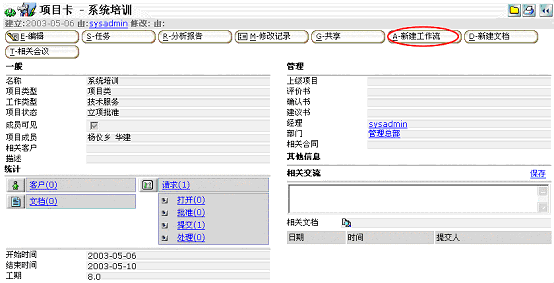 项目卡 - 系统培训
建立:2003-05-06 由:sysadmin 修改: 由:
E-编辑 S-任务 R-分析报告 M-修改记录 G-共享 A-新建工作流 D-新建文档
T-相关会议
一般
名称 系统培训
项目类型 项目类
工作类型 技术服务
项目状态 立项批准
成员可见
项目成员 杨仪乡 华建
相关客户
描述
统计
客户(0) 请求(1)
文档(0) 打开(0)
批准(0)
提交(1)
处理(0)
开始时间 2003-05-06
结束时间 2003-05-10
工期 8.0
管理
上级项目
评价书
确认书
建议书
经理 sysadmin
部门 管理总部
相关合同
其他信息
相关交流 保存
相关文档
日期 时间 提交人